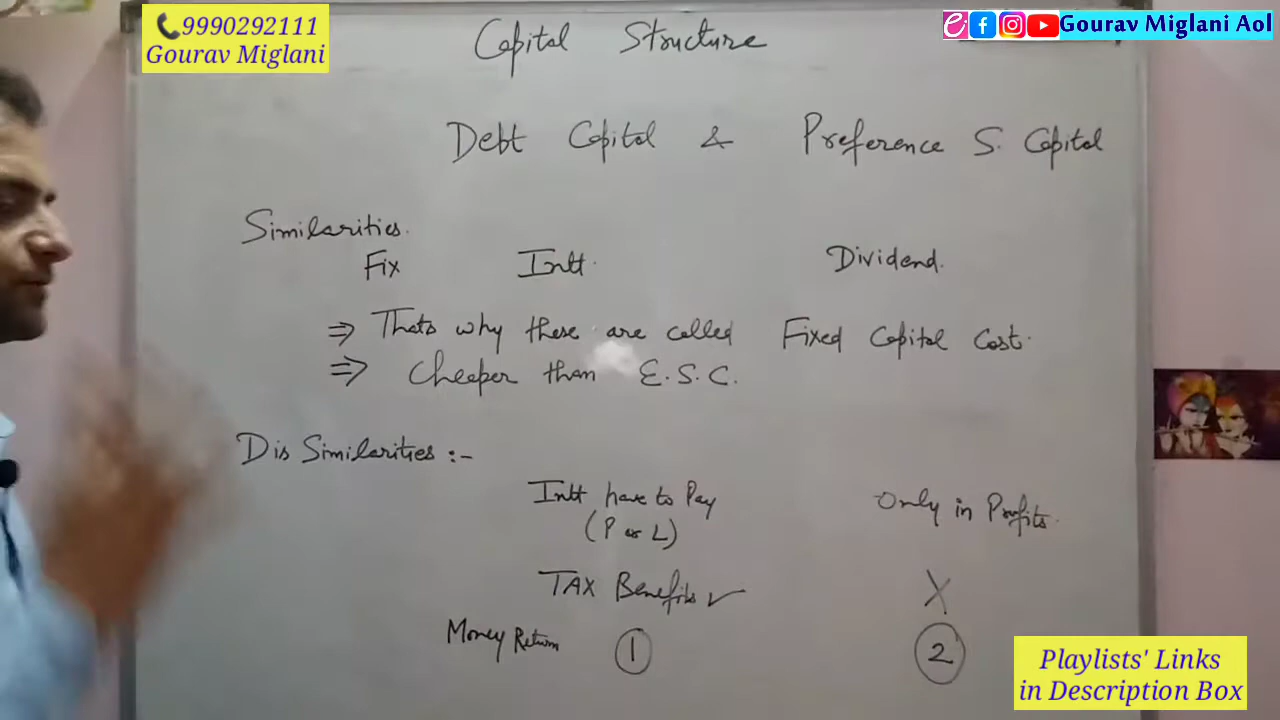 9990292111
Gourav Miglani
Gourav Miglani Aol
Capital Structure
Debt Capital & Preference S. Capital
Similarities.
Fix Intt. Dividend.
⇒ Thats why these are called Fixed Capital Cost.
⇒ Cheaper than E.S.C.
Dis Similarities :-
Intt have to Pay Only in Profits.
(P or L)
TAX Benefits ✓ X
Money Return 1 2
Playlists' Links
in Description Box